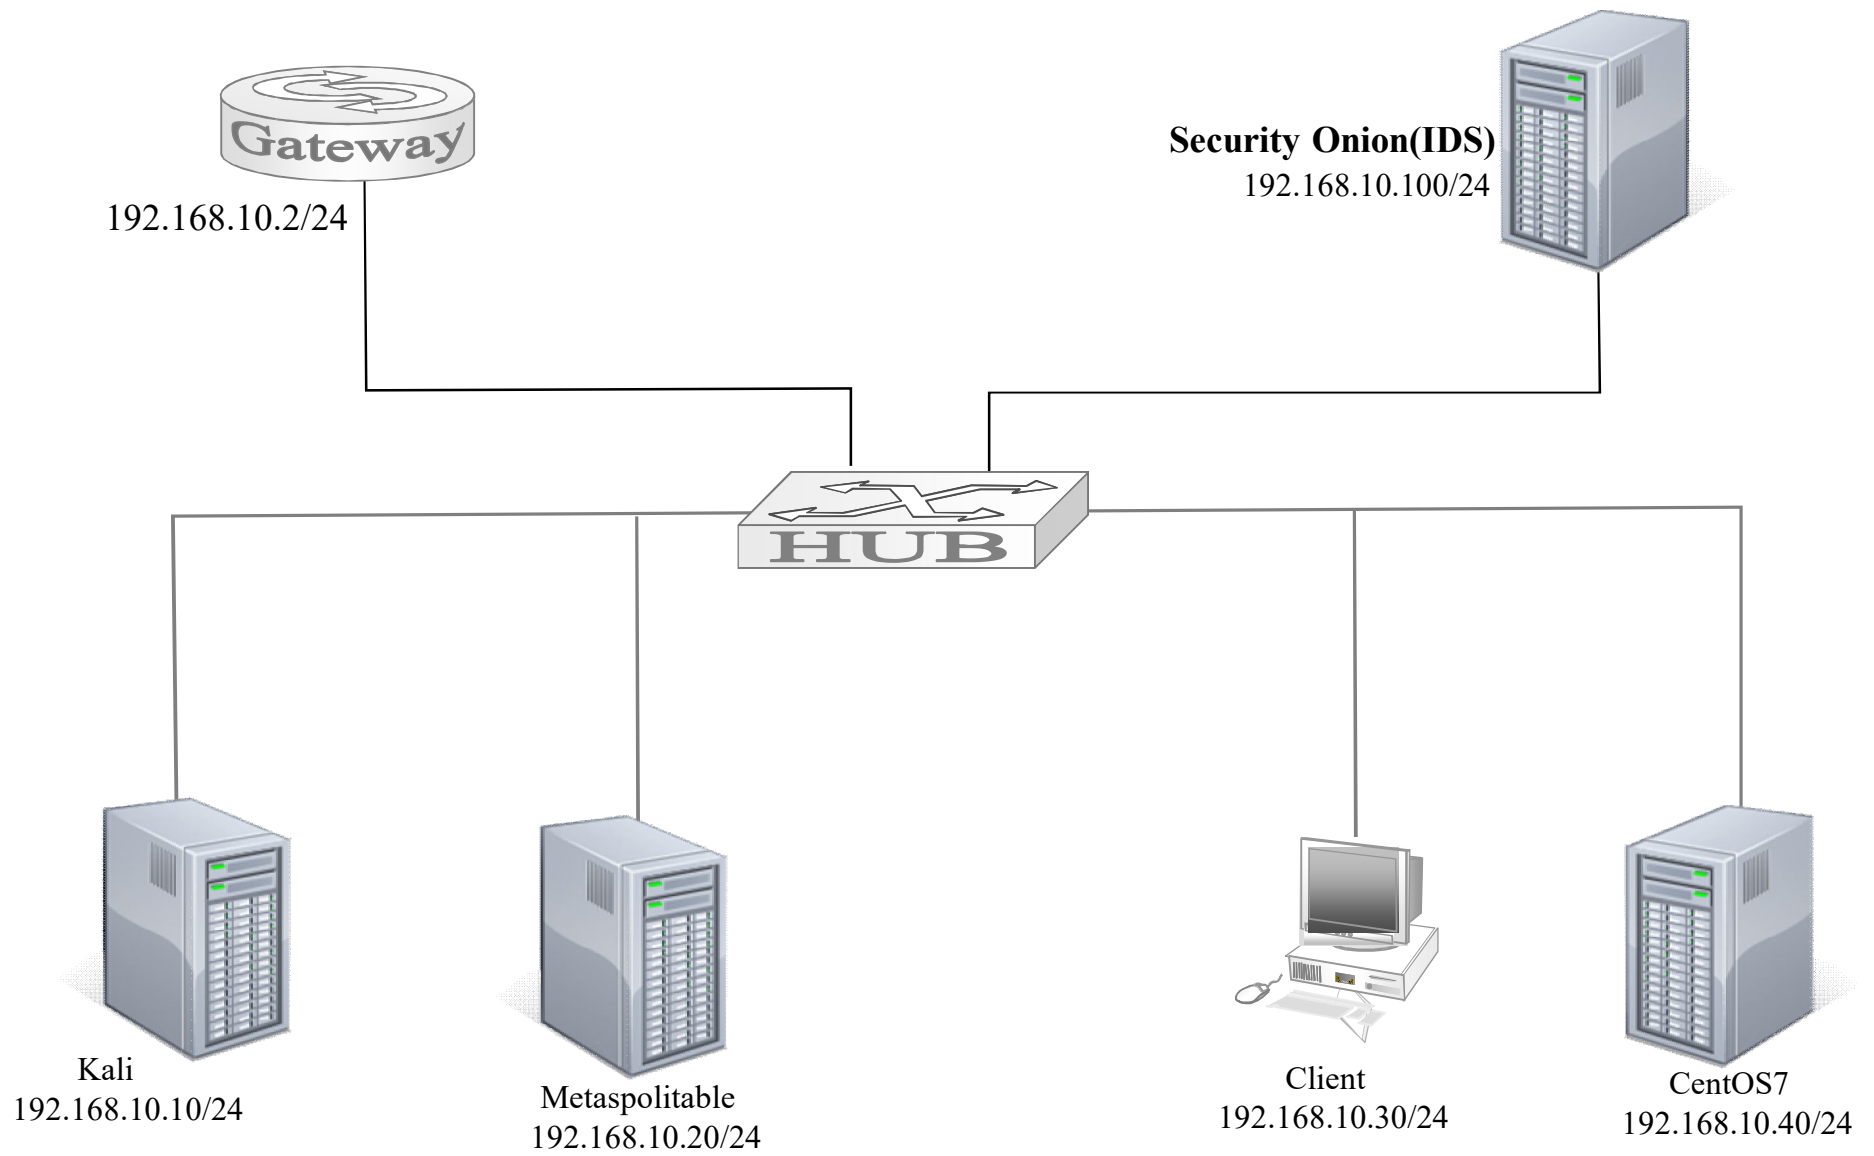 Gateway
192.168.10.2/24
Security Onion(IDS)
192.168.10.100/24
HUB
Kali
192.168.10.10/24
Metaspolitable
192.168.10.20/24
Client
192.168.10.30/24
CentOS7
192.168.10.40/24